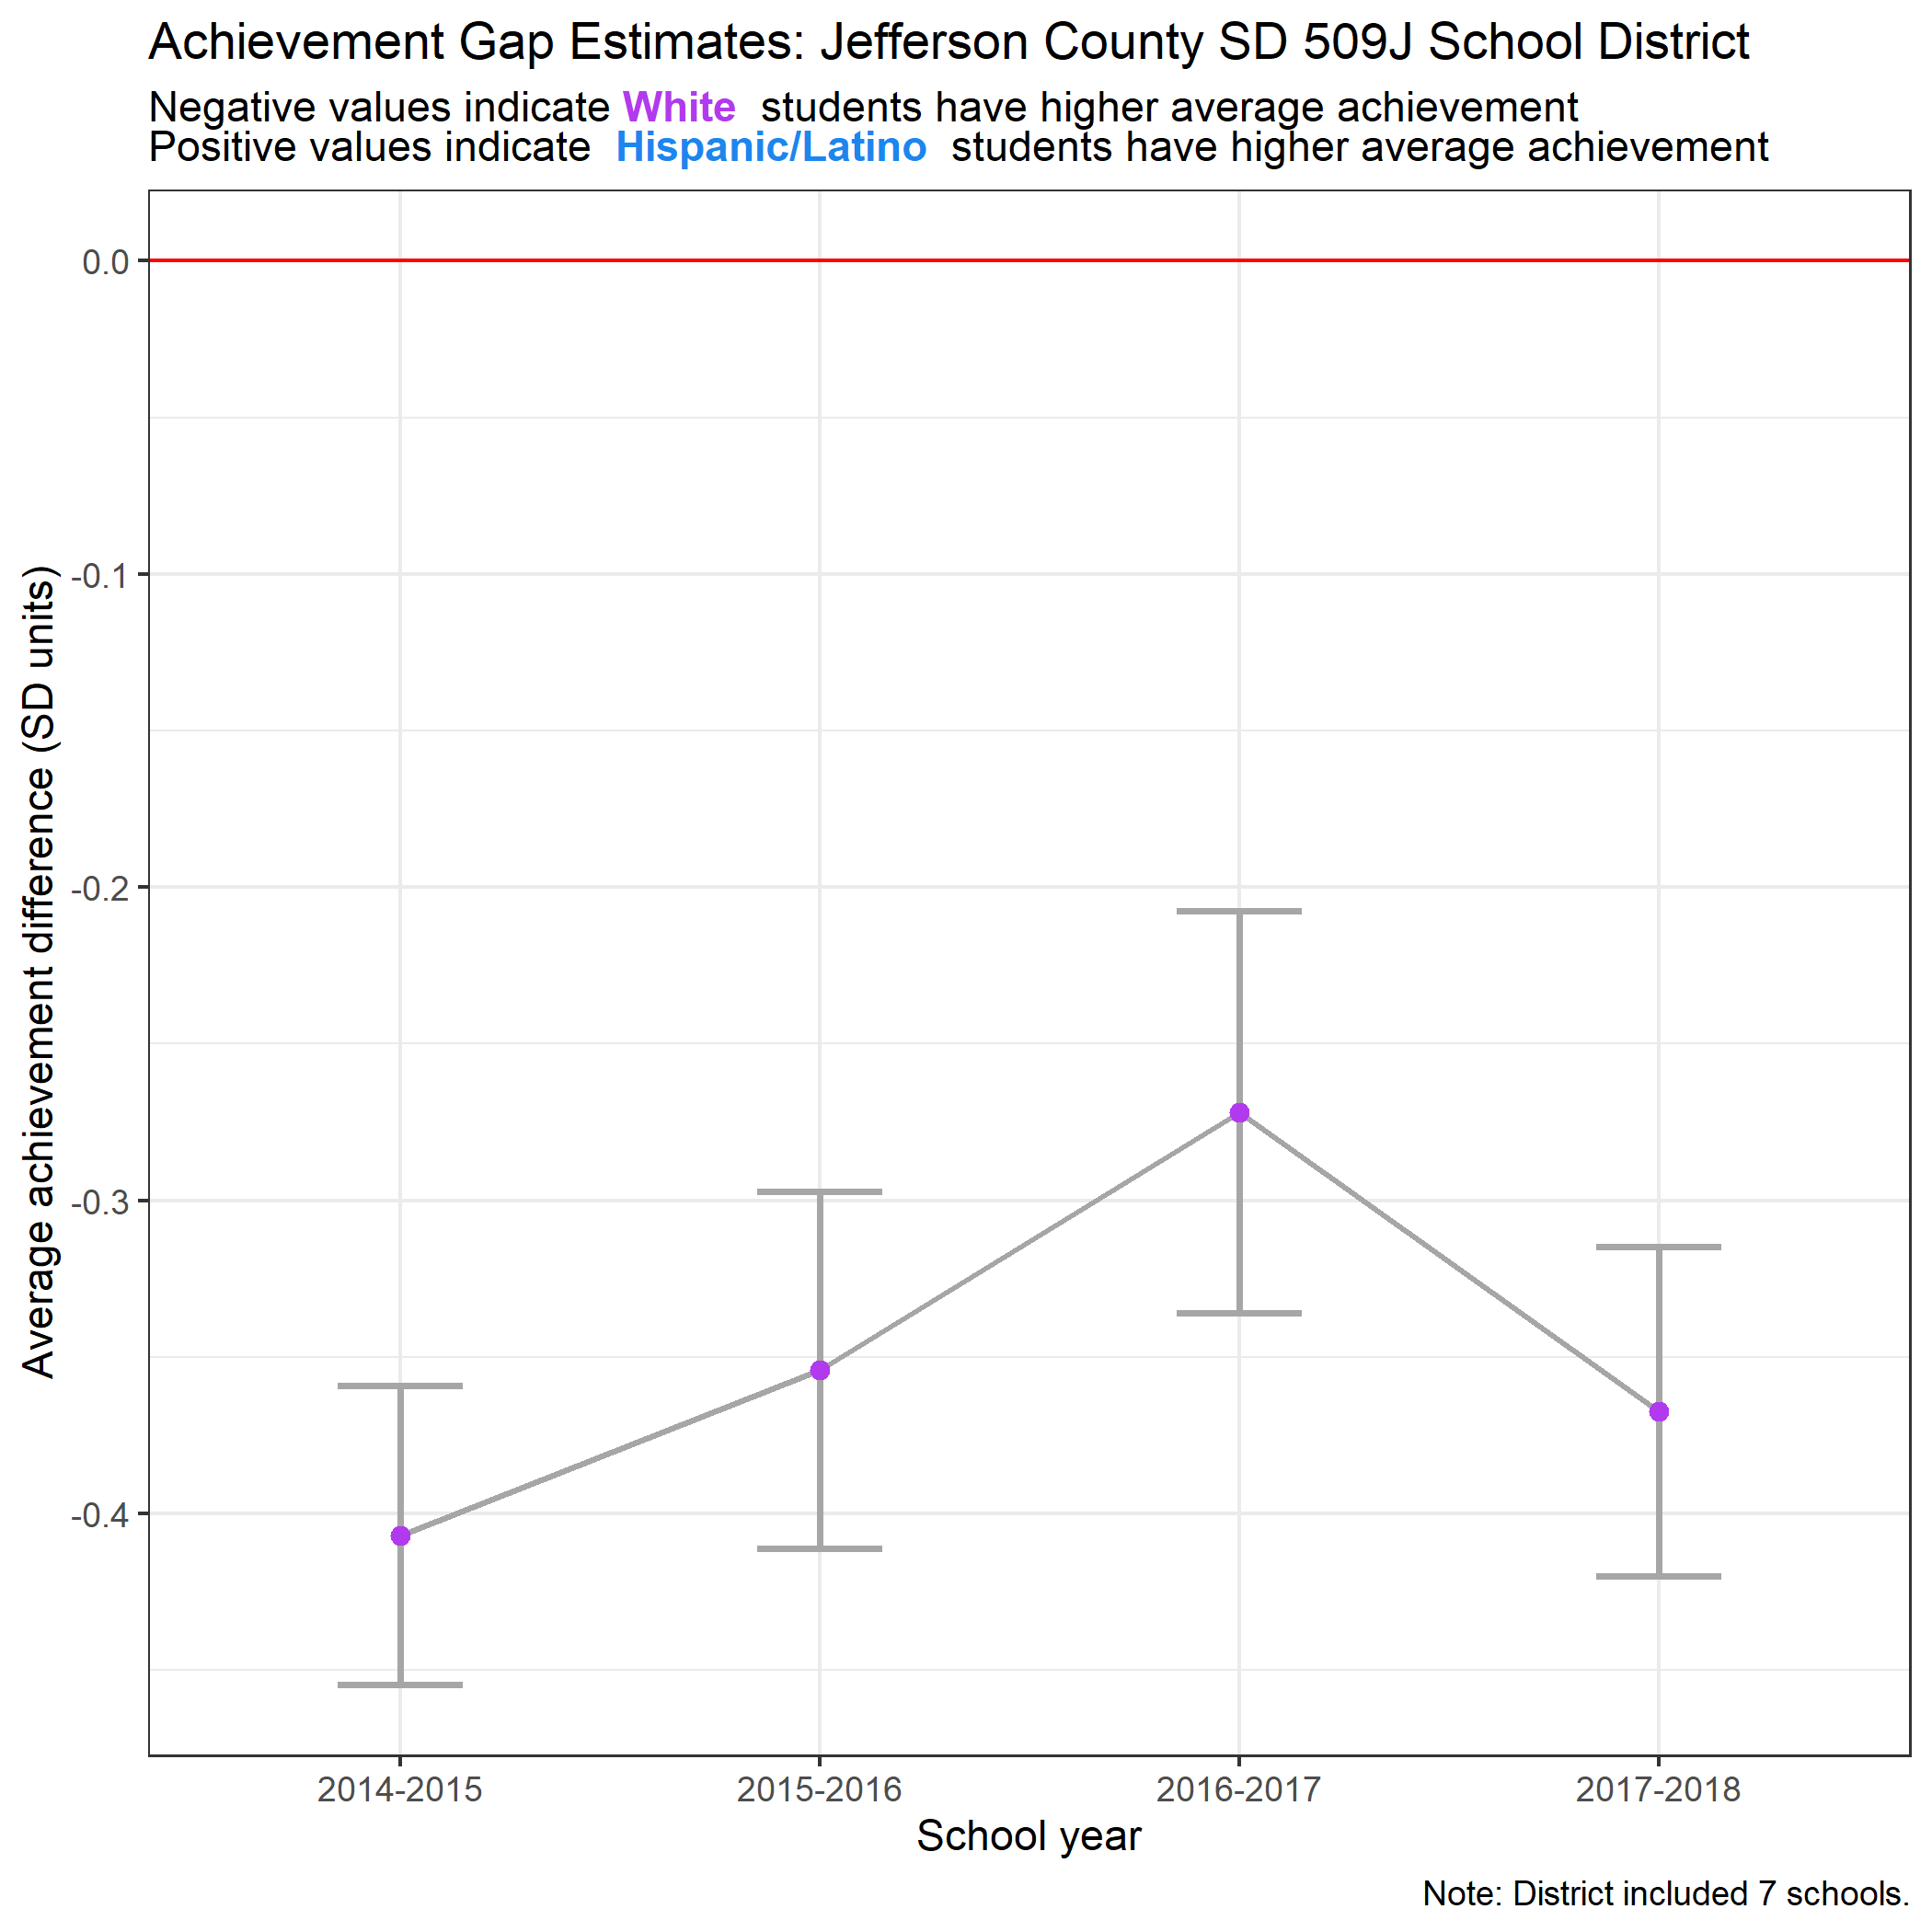 Achievement Gap Estimates: Jefferson County SD 509J School District
Negative values indicate White students have higher average achievement
Positive values indicate Hispanic/Latino students have higher average achievement
Average achievement difference (SD units)
0.0
-0.1
-0.2
-0.3
-0.4
2014-2015 2015-2016 2016-2017 2017-2018
School year
Note: District included 7 schools.